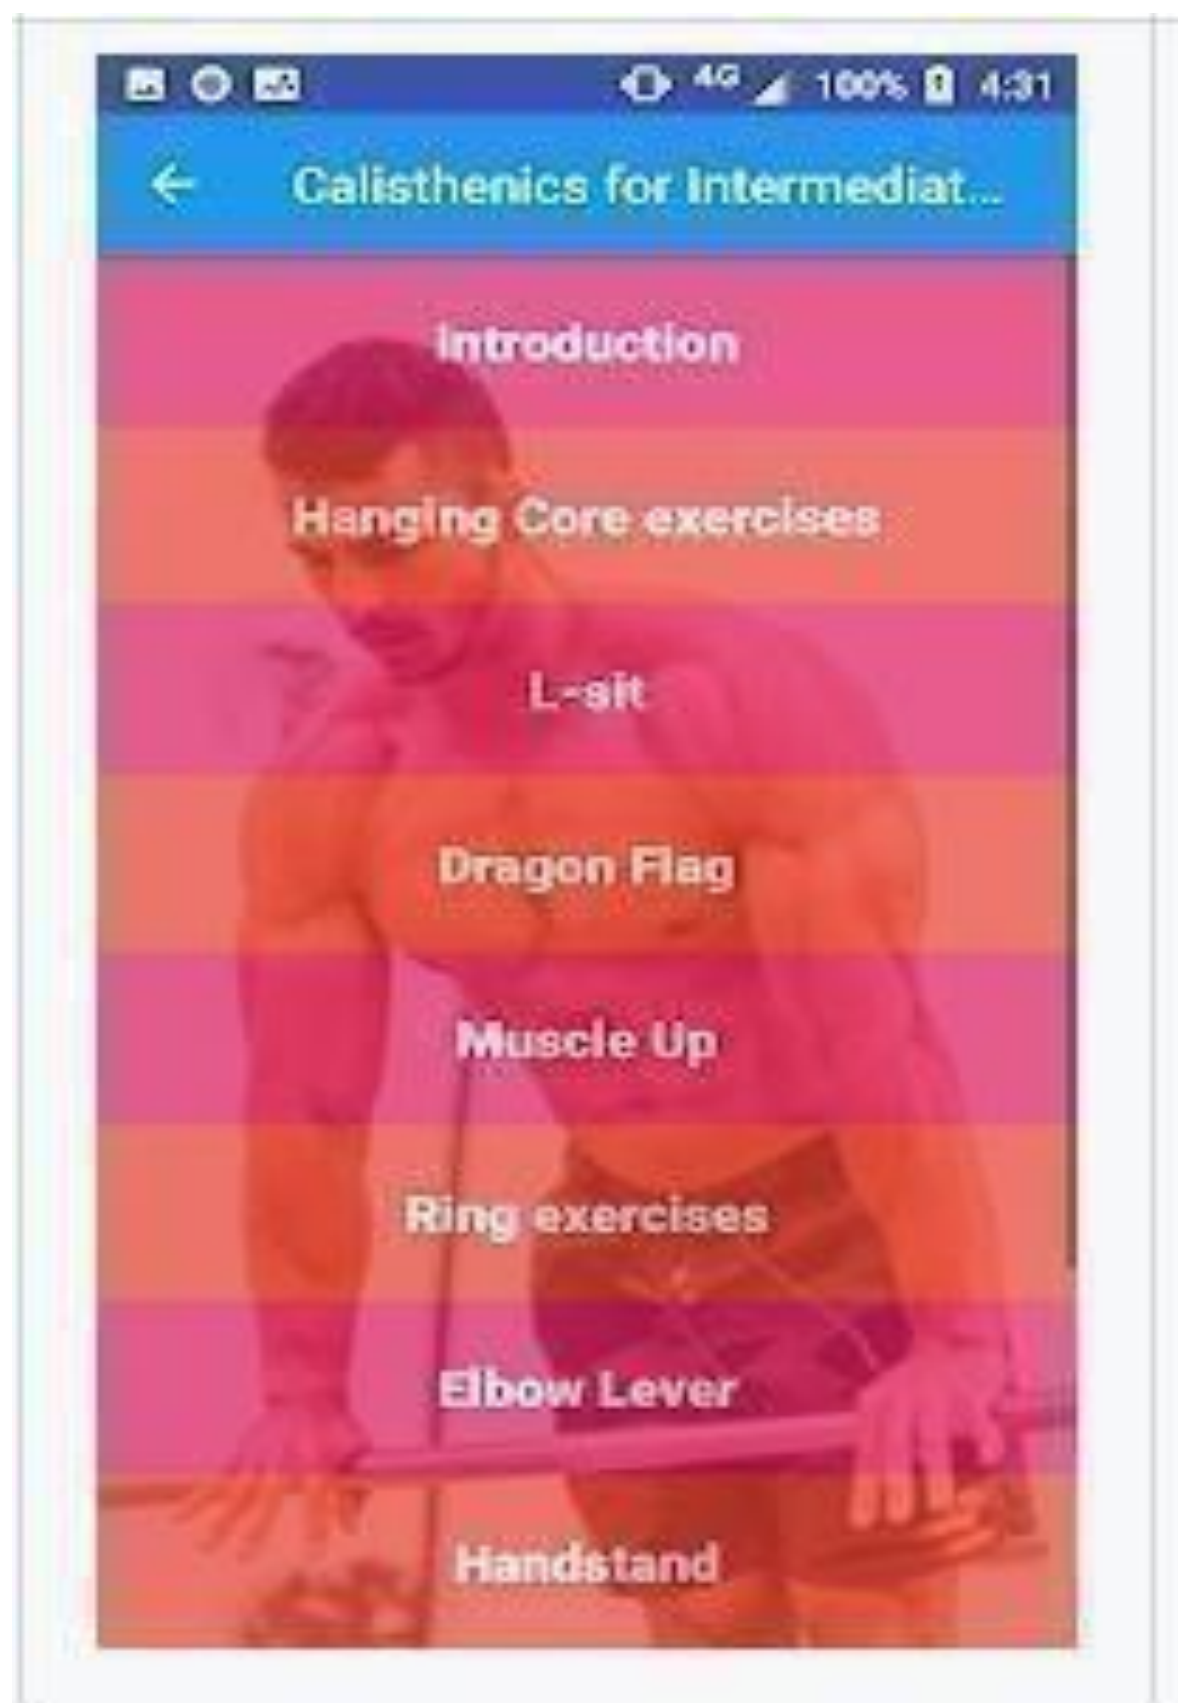 4G 100% 4:31
Calisthenics for Intermediat...
Introduction
Hanging Core exercises
L-sit
Dragon Flag
Muscle Up
Ring exercises
Elbow Lever
Handstand